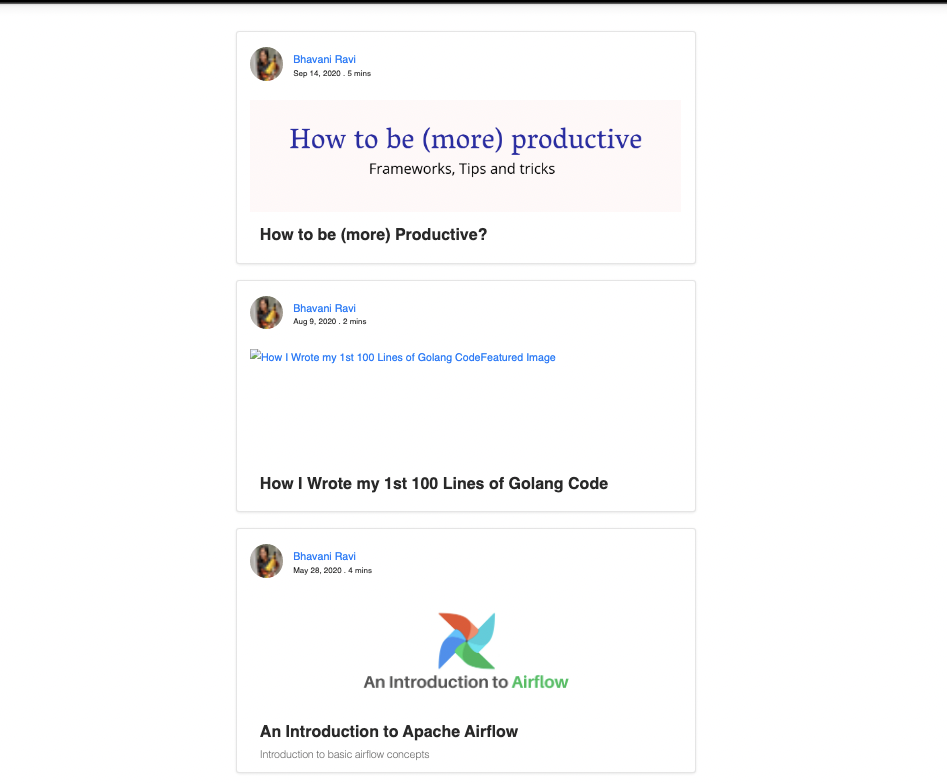 Bhavani Ravi
Sep 14, 2020 . 5 mins
How to be (more) productive
Frameworks, Tips and tricks
How to be (more) Productive?
Bhavani Ravi
Aug 9, 2020 . 2 mins
How I Wrote my 1st 100 Lines of Golang CodeFeatured Image
How I Wrote my 1st 100 Lines of Golang Code
Bhavani Ravi
May 28, 2020 . 4 mins
An Introduction to Airflow
An Introduction to Apache Airflow
Introduction to basic airflow concepts